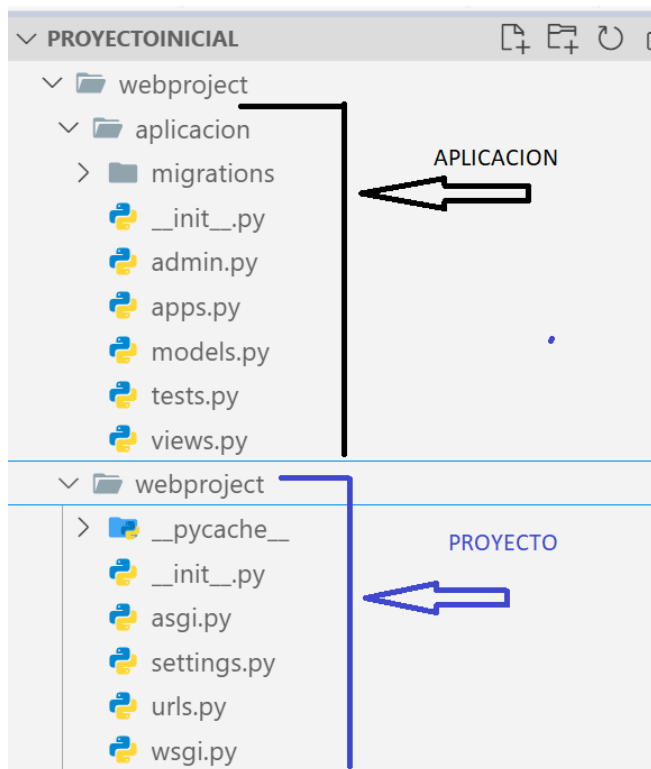 PROYECTOINICIAL
webproject
aplicacion
APLICACION
migrations
__init__.py
admin.py
apps.py
models.py
tests.py
views.py
webproject
__pycache__
PROYECTO
__init__.py
asgi.py
settings.py
urls.py
wsgi.py